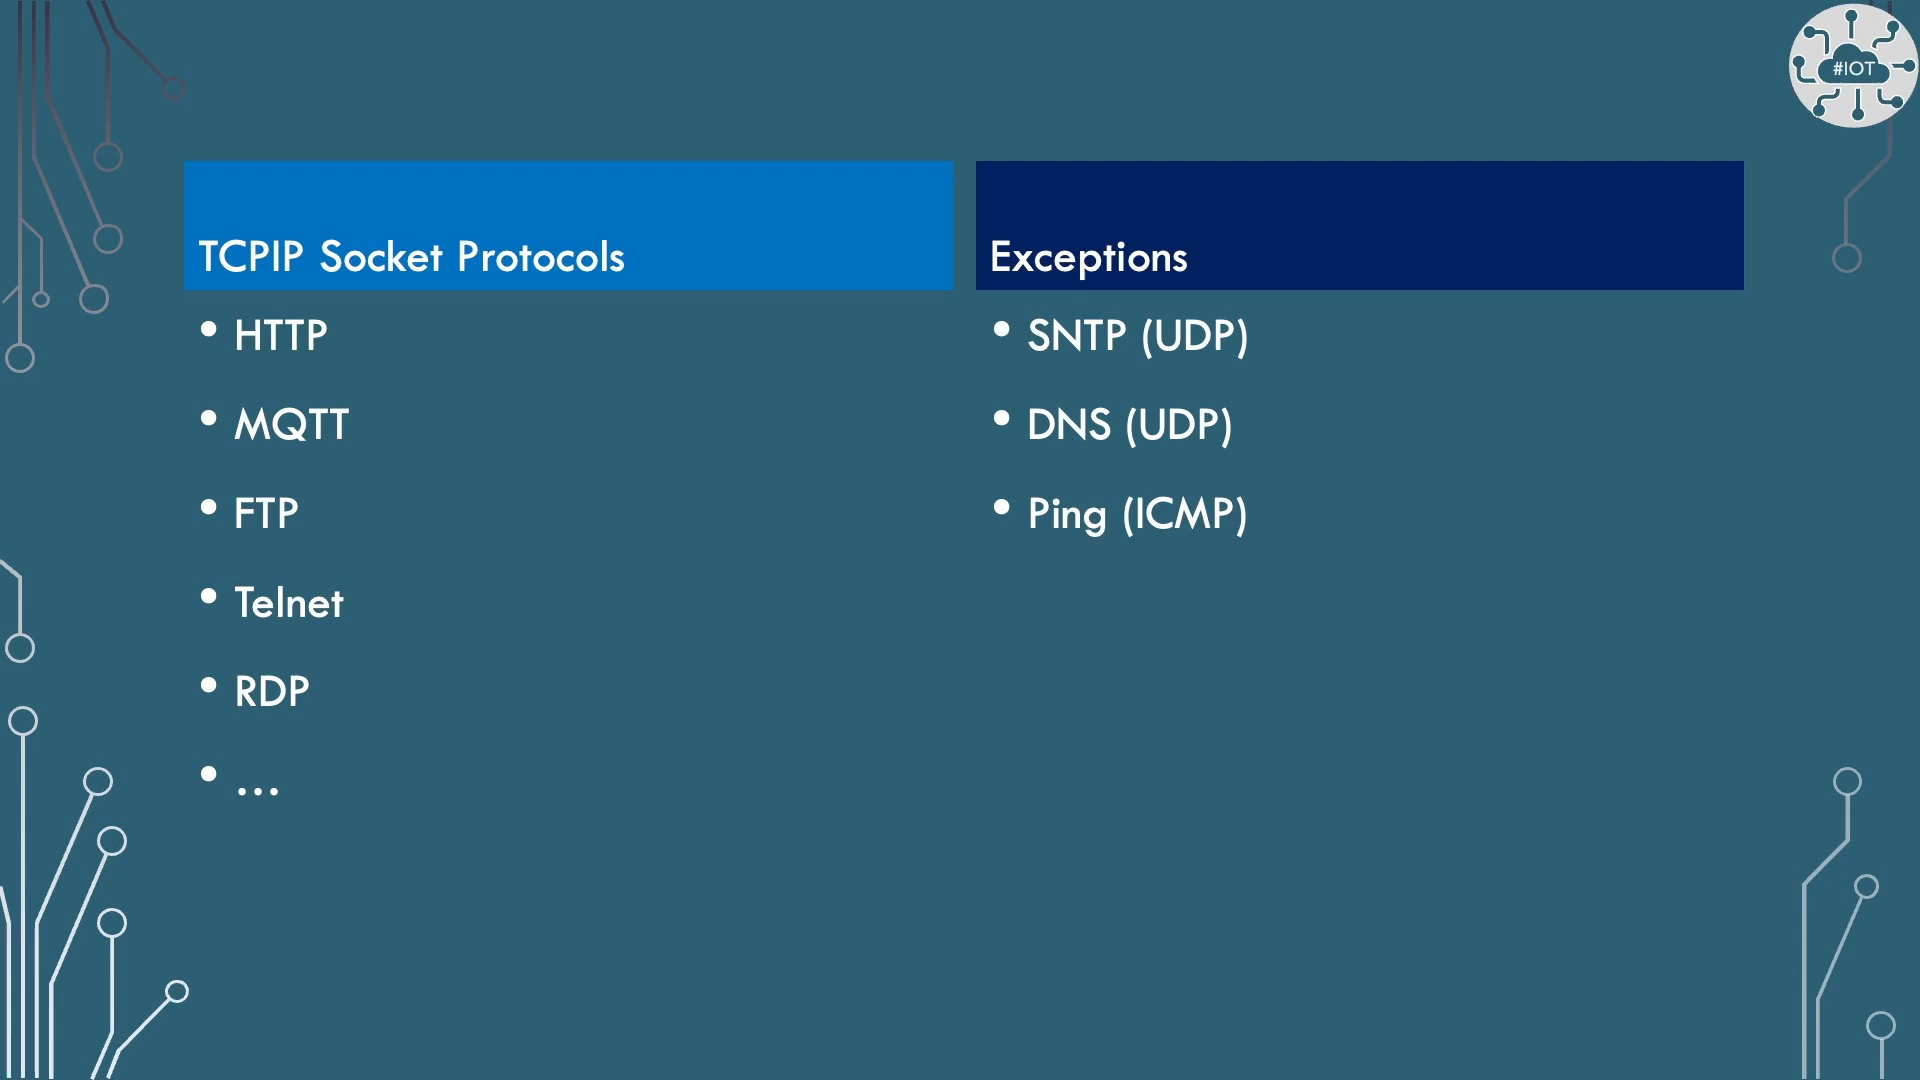 #IOT
TCPIP Socket Protocols
• HTTP
• MQTT
• FTP
• Telnet
• RDP
• ...
Exceptions
• SNTP (UDP)
• DNS (UDP)
• Ping (ICMP)